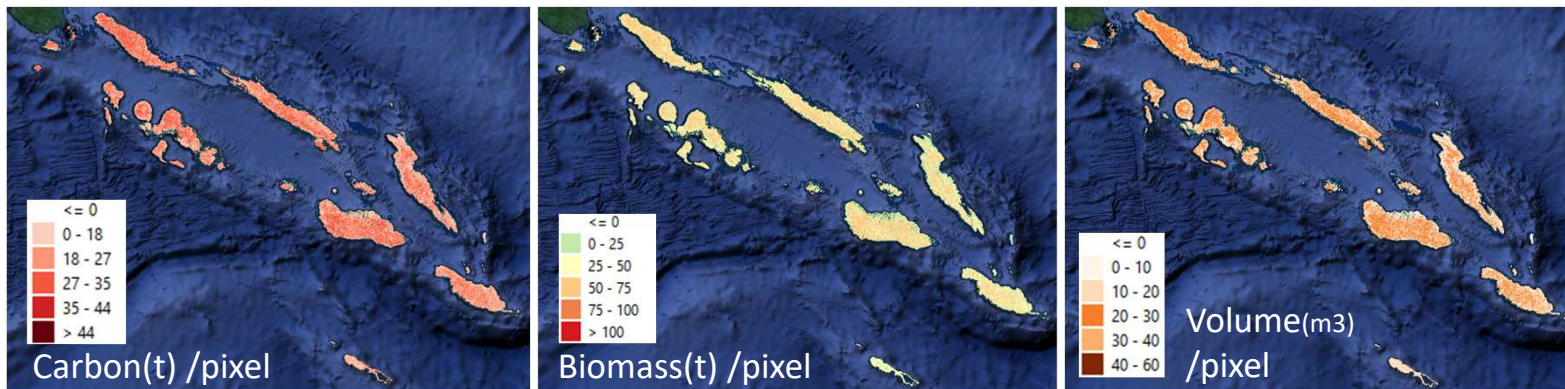 <= 0
0 - 18
18 - 27
27 - 35
35 - 44
> 44
Carbon(t) /pixel
<= 0
0 - 25
25 - 50
50 - 75
75 - 100
> 100
Biomass(t) /pixel
<= 0
0 - 10
10 - 20
20 - 30
30 - 40
40 - 60
Volume(m3)
/pixel